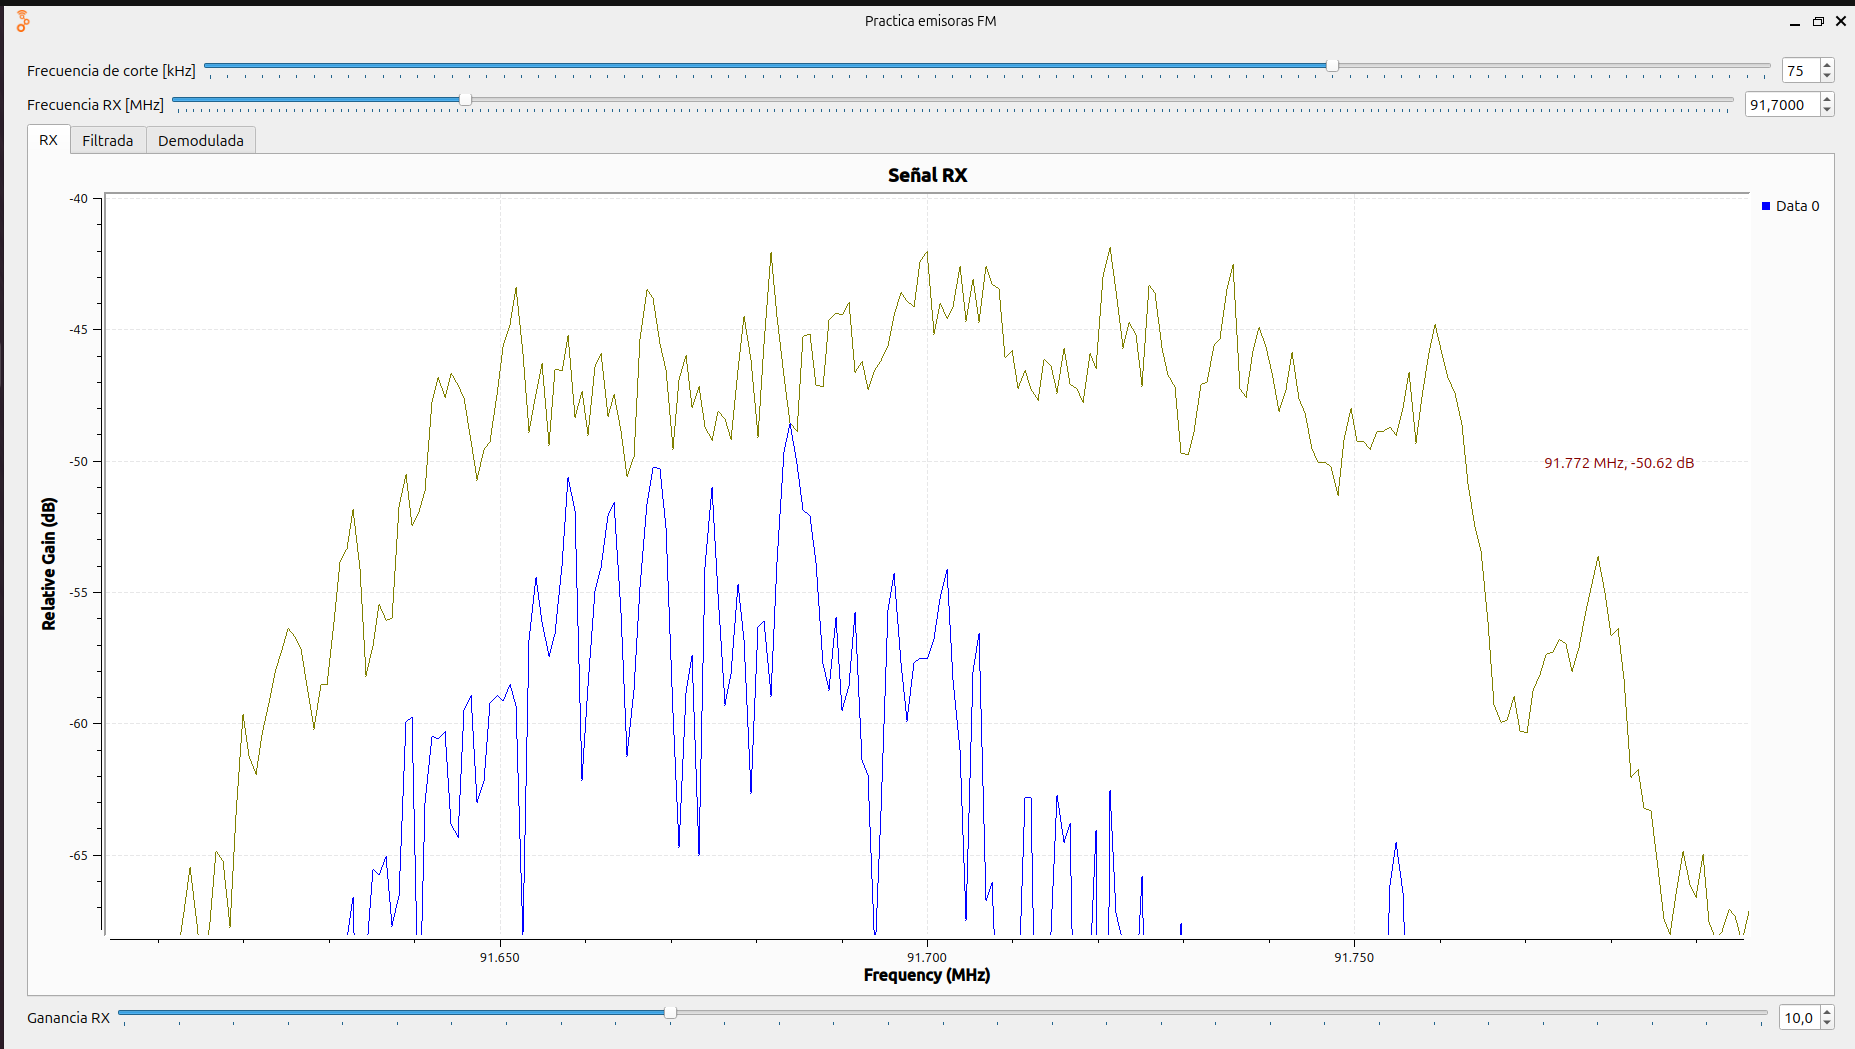 Practica emisoras FM
Frecuencia de corte [kHz]
75
Frecuencia RX [MHz]
91,7000
RX
Filtrada
Demodulada
Señal RX
Data 0
-40
-45
-50
-55
-60
-65
Relative Gain (dB)
91.772 MHz, -50.62 dB
91.650
91.700
91.750
Frequency (MHz)
Ganancia RX
10,0